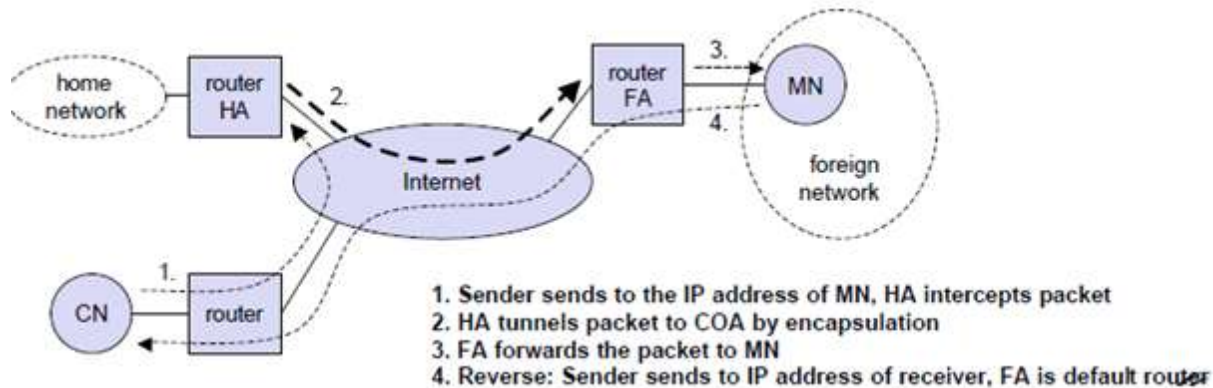 home
network
router
HA
2.
router
FA
3.
MN
4.
foreign
network
Internet
CN
1.
router
1. Sender sends to the IP address of MN, HA intercepts packet
2. HA tunnels packet to COA by encapsulation
3. FA forwards the packet to MN
4. Reverse: Sender sends to IP address of receiver, FA is default router